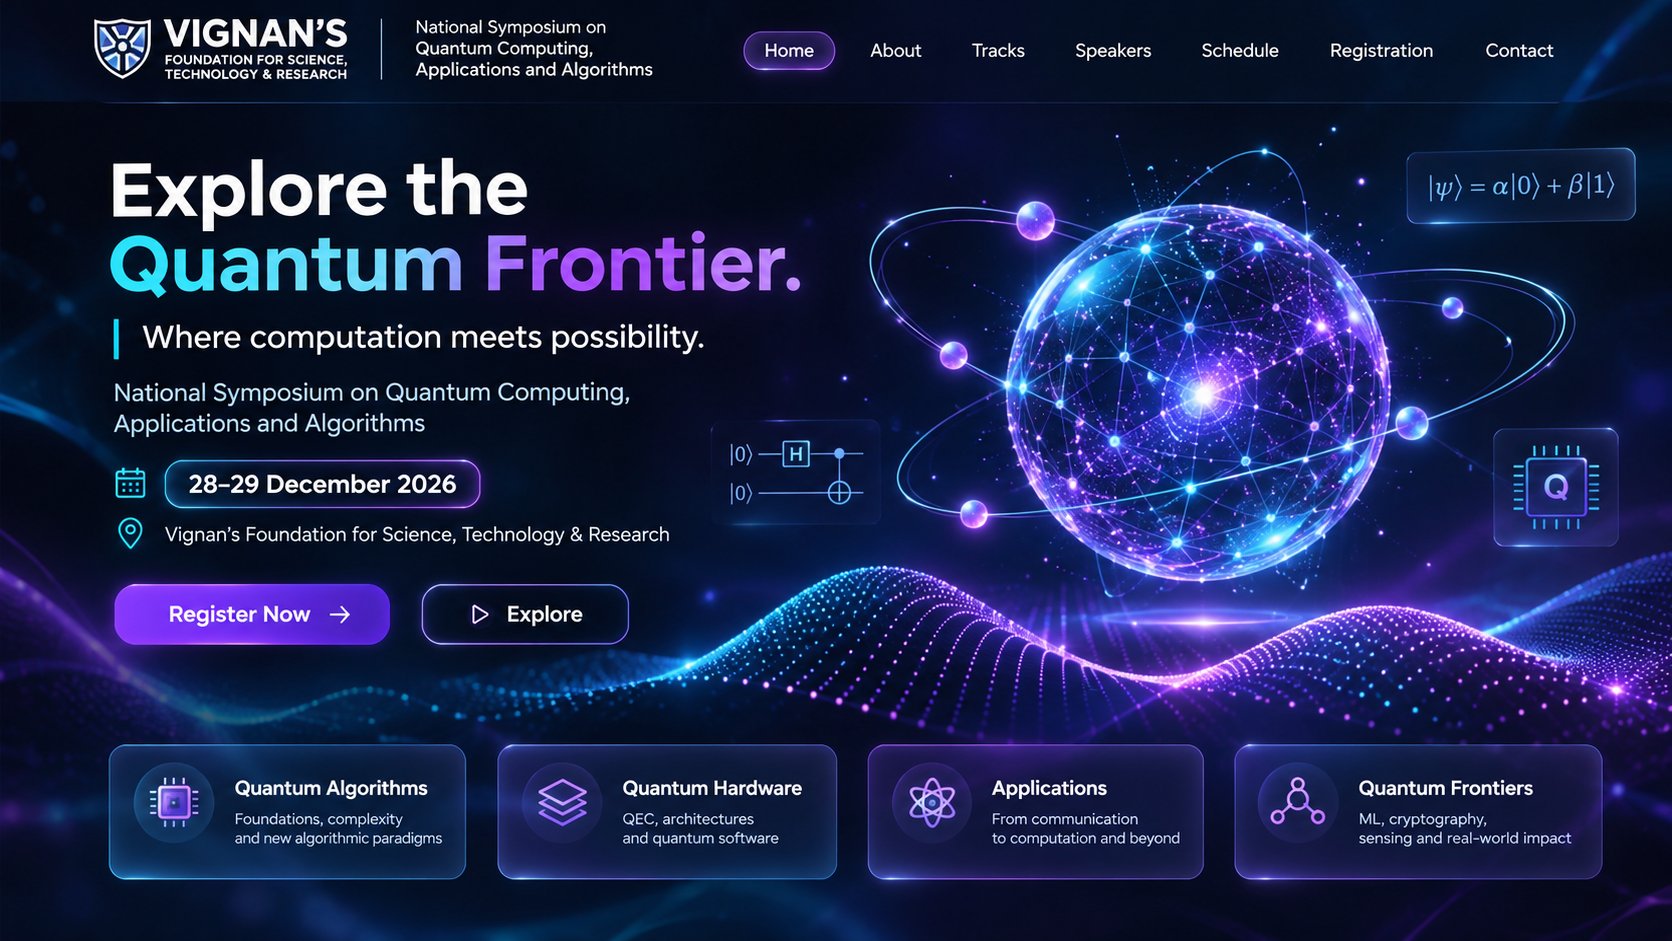 VIGNAN'S
FOUNDATION FOR SCIENCE,
TECHNOLOGY & RESEARCH
National Symposium on
Quantum Computing,
Applications and Algorithms
Home
About
Tracks
Speakers
Schedule
Registration
Contact
Explore the
Quantum Frontier.
Where computation meets possibility.
National Symposium on Quantum Computing,
Applications and Algorithms
28–29 December 2026
Vignan's Foundation for Science, Technology & Research
Register Now →
Explore
|ψ⟩ = α|0⟩ + β|1⟩
|0⟩ H
|0⟩
Q
Quantum Algorithms
Foundations, complexity
and new algorithmic paradigms
Quantum Hardware
QEC, architectures
and quantum software
Applications
From communication
to computation and beyond
Quantum Frontiers
ML, cryptography,
sensing and real-world impact